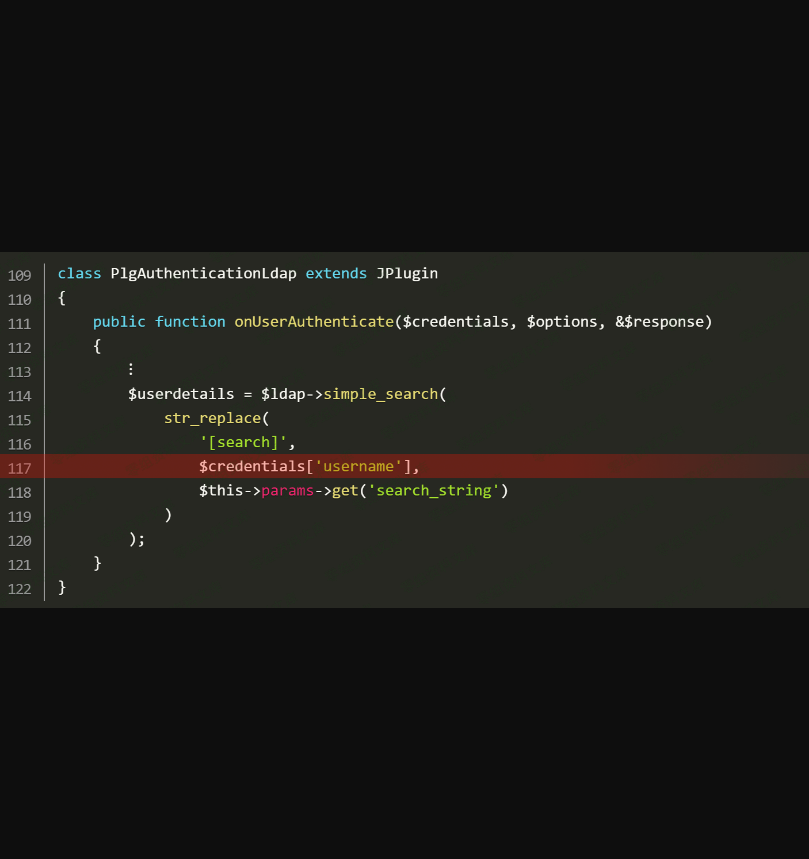 109 class PlgAuthenticationLdap extends JPlugin
110 {
111     public function onUserAuthenticate($credentials, $options, &$response)
112     {
113         ⋮
114         $userdetails = $ldap->simple_search(
115             str_replace(
116                 '[search]',
117                 $credentials['username'],
118                 $this->params->get('search_string')
119             )
120         );
121     }
122 }